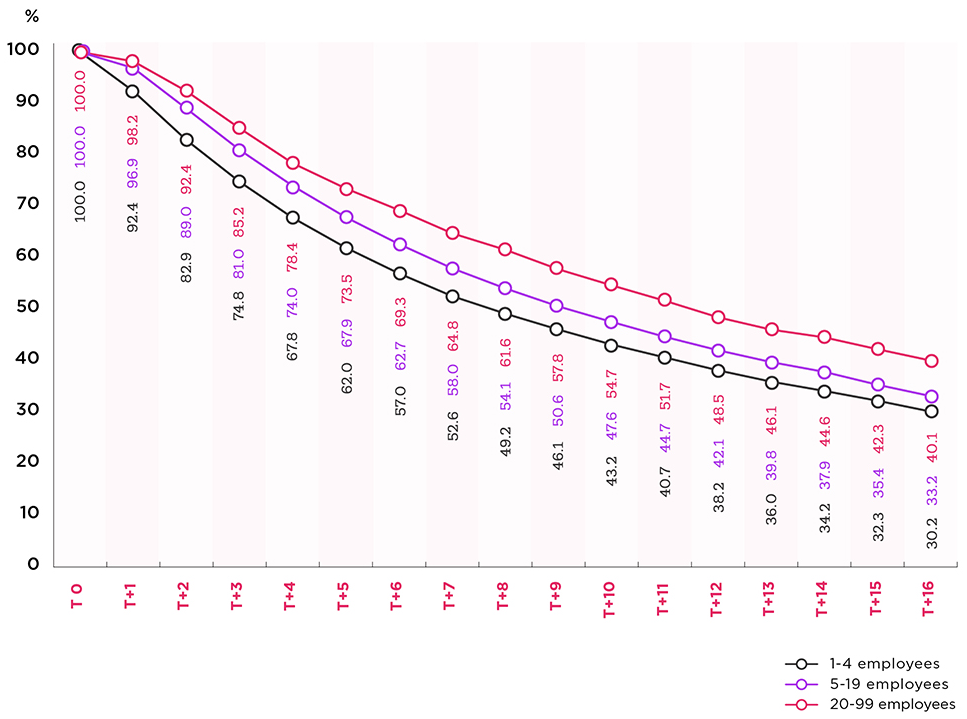 %
100
90
80
70
60
50
40
30
20
10
0
100.0 100.0 100.0
92.4 96.9 98.2
82.9 89.0 92.4
74.8 81.0 85.2
67.8 74.0 78.4
62.0 67.9 73.5
57.0 62.7 69.3
52.6 58.0 64.8
49.2 54.1 61.6
46.1 50.6 57.8
43.2 47.6 54.7
40.7 44.7 51.7
38.2 42.1 48.5
36.0 39.8 46.1
34.2 37.9 44.6
32.3 35.4 42.3
30.2 33.2 40.1
T 0
T+1
T+2
T+3
T+4
T+5
T+6
T+7
T+8
T+9
T+10
T+11
T+12
T+13
T+14
T+15
T+16
1-4 employees
5-19 employees
20-99 employees